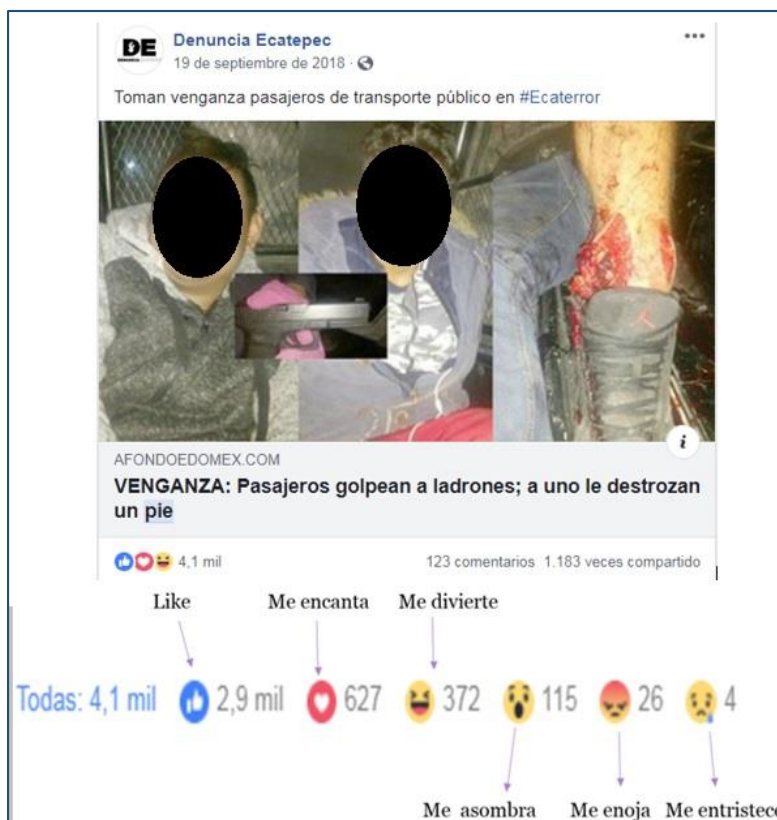 DE Denuncia Ecatepec
19 de septiembre de 2018 ·
Toman venganza pasajeros de transporte público en #Ecaterror
i
AFONDOEDOMEX.COM
VENGANZA: Pasajeros golpean a ladrones; a uno le destrozan
un pie
4,1 mil 123 comentarios 1.183 veces compartido
Like Me encanta Me divierte
Todas: 4,1 mil 2,9 mil 627 372 115 26 4
Me asombra Me enoja Me entristece